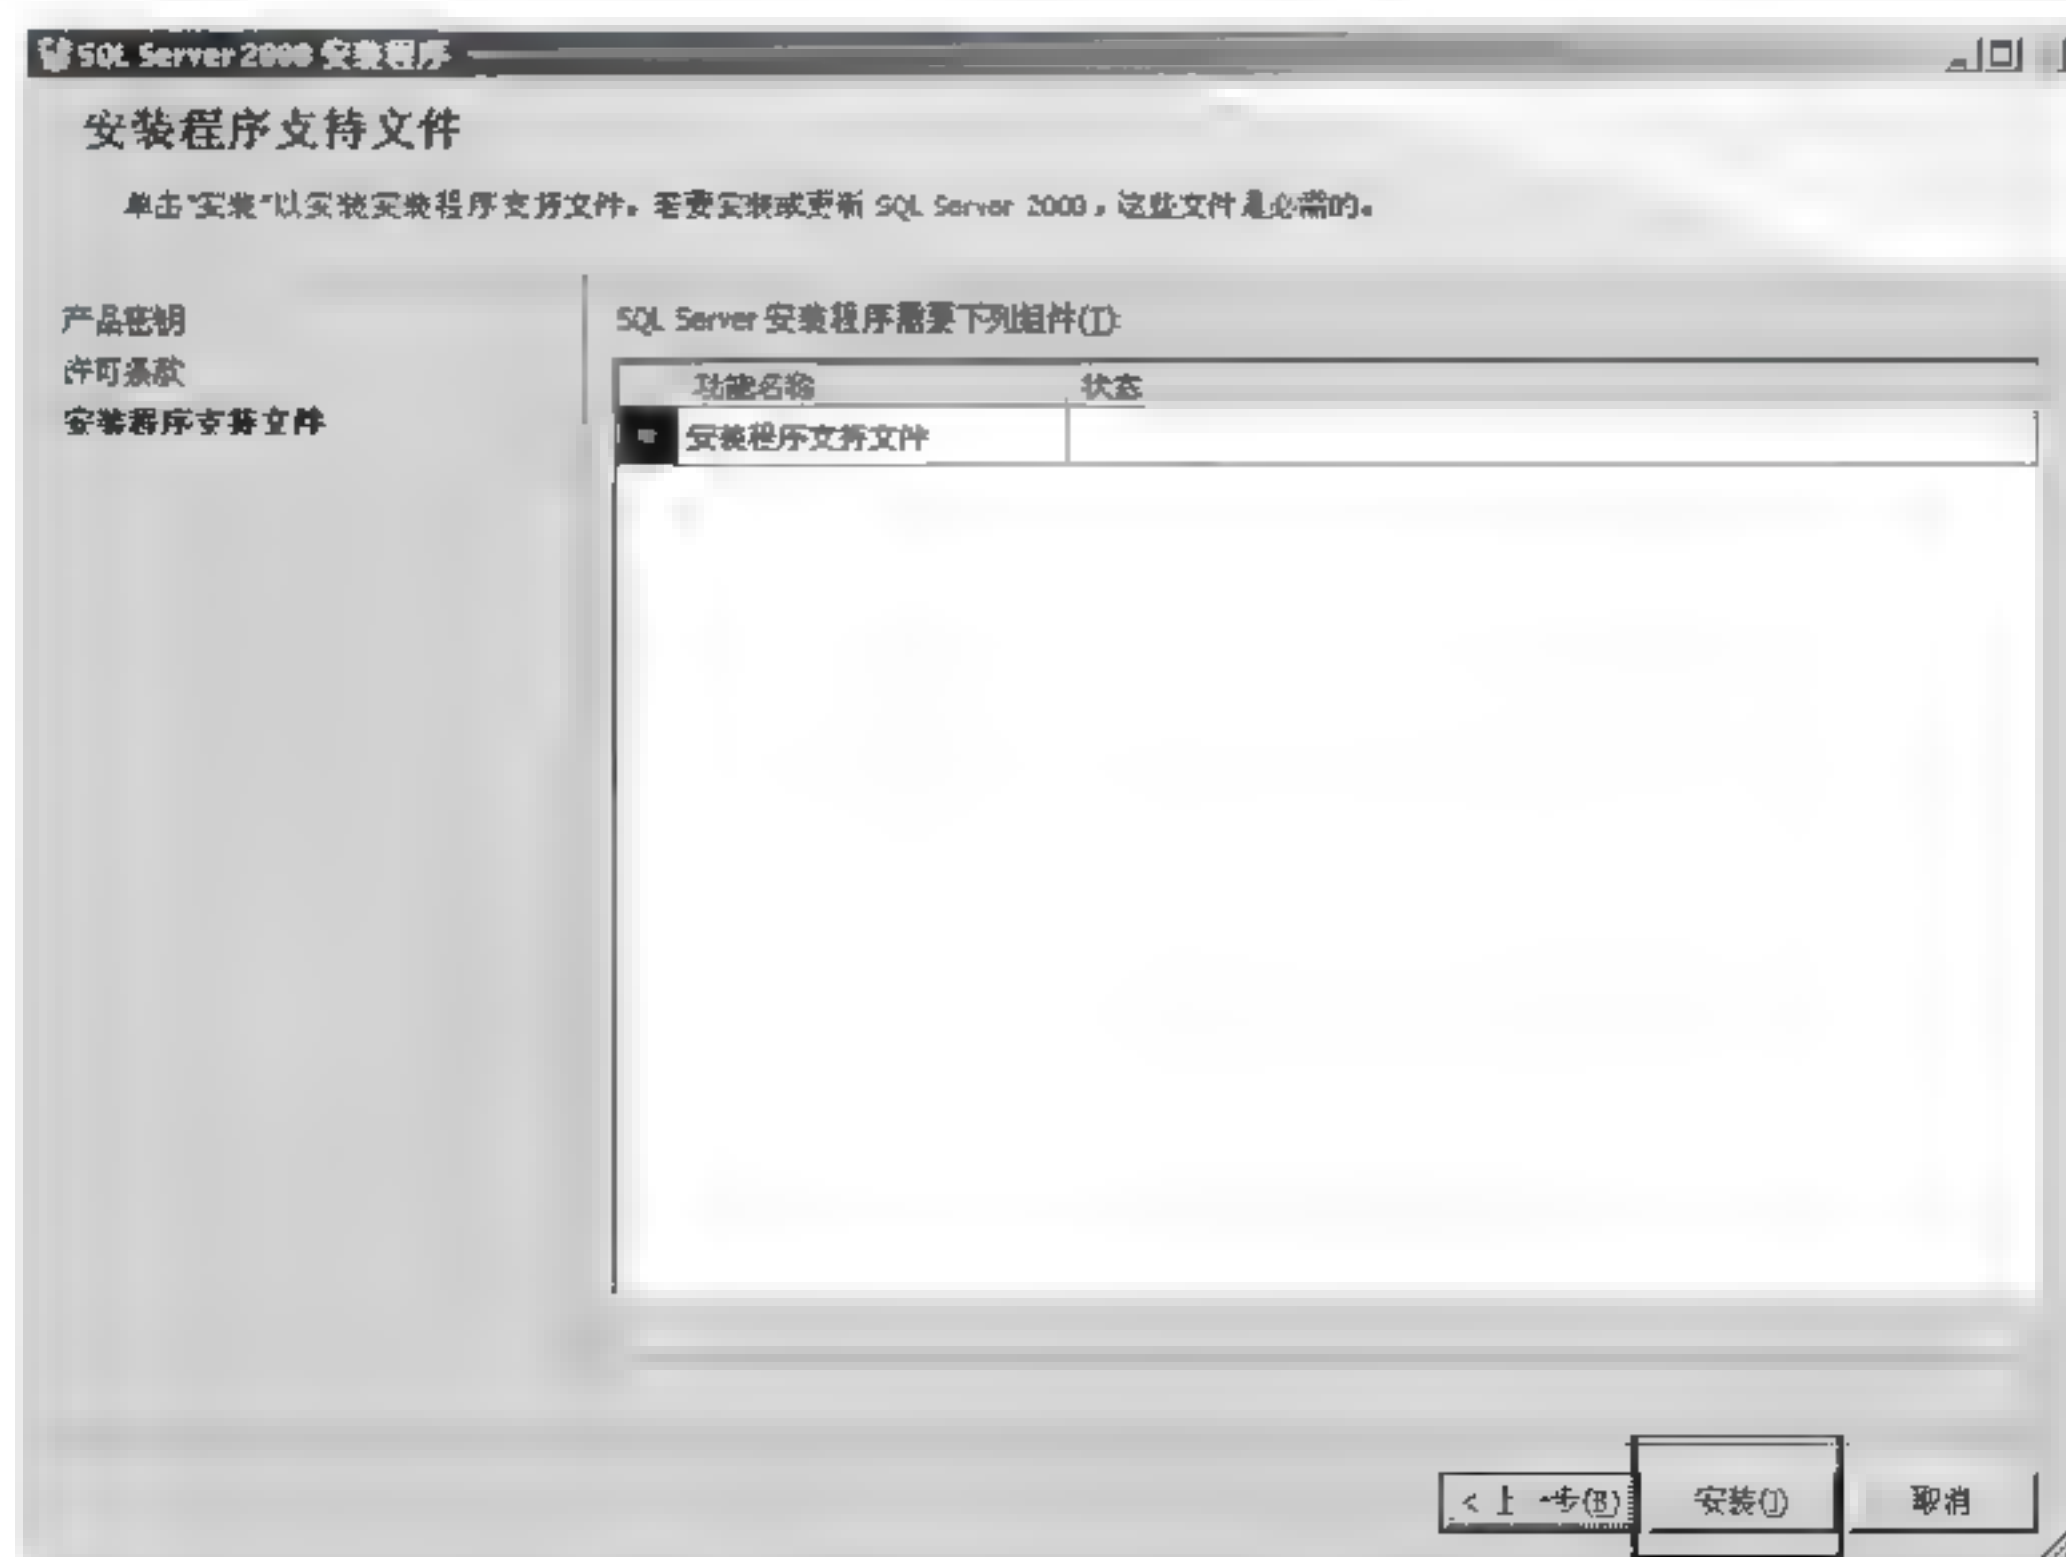 SQL Server 2008 安装程序
安装程序支持文件
单击"安装"以安装安装程序支持文件。若要安装或更新 SQL Server 2008，这些文件是必需的。
产品密钥
许可条款
安装程序支持文件
SQL Server 安装程序需要下列组件(T):
功能名称 状态
安装程序支持文件
< 上一步(B) 安装(I) 取消